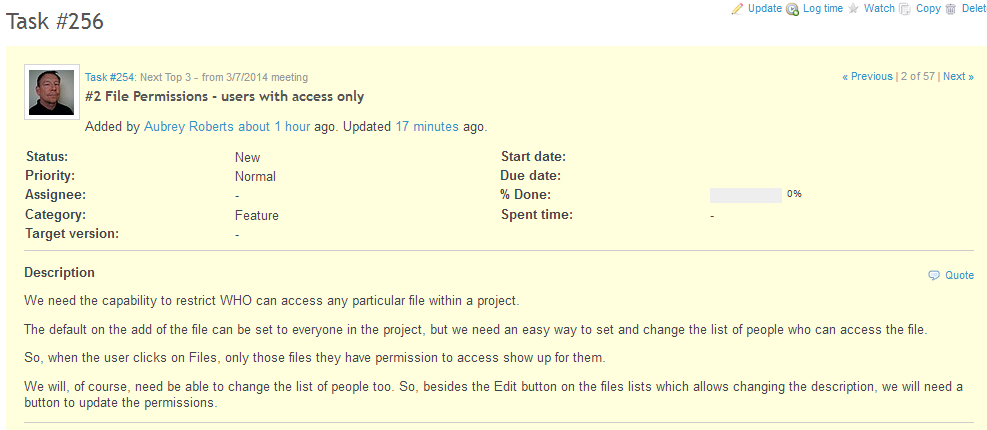 Update Log time Watch Copy Delet
Task #256
Task #254: Next Top 3 - from 3/7/2014 meeting
« Previous | 2 of 57 | Next »
#2 File Permissions - users with access only
Added by Aubrey Roberts about 1 hour ago. Updated 17 minutes ago.
Status: New Start date:
Priority: Normal Due date:
Assignee: - % Done: 0%
Category: Feature Spent time: -
Target version: -
Description
Quote
We need the capability to restrict WHO can access any particular file within a project.
The default on the add of the file can be set to everyone in the project, but we need an easy way to set and change the list of people who can access the file.
So, when the user clicks on Files, only those files they have permission to access show up for them.
We will, of course, need be able to change the list of people too. So, besides the Edit button on the files lists which allows changing the description, we will need a
button to update the permissions.